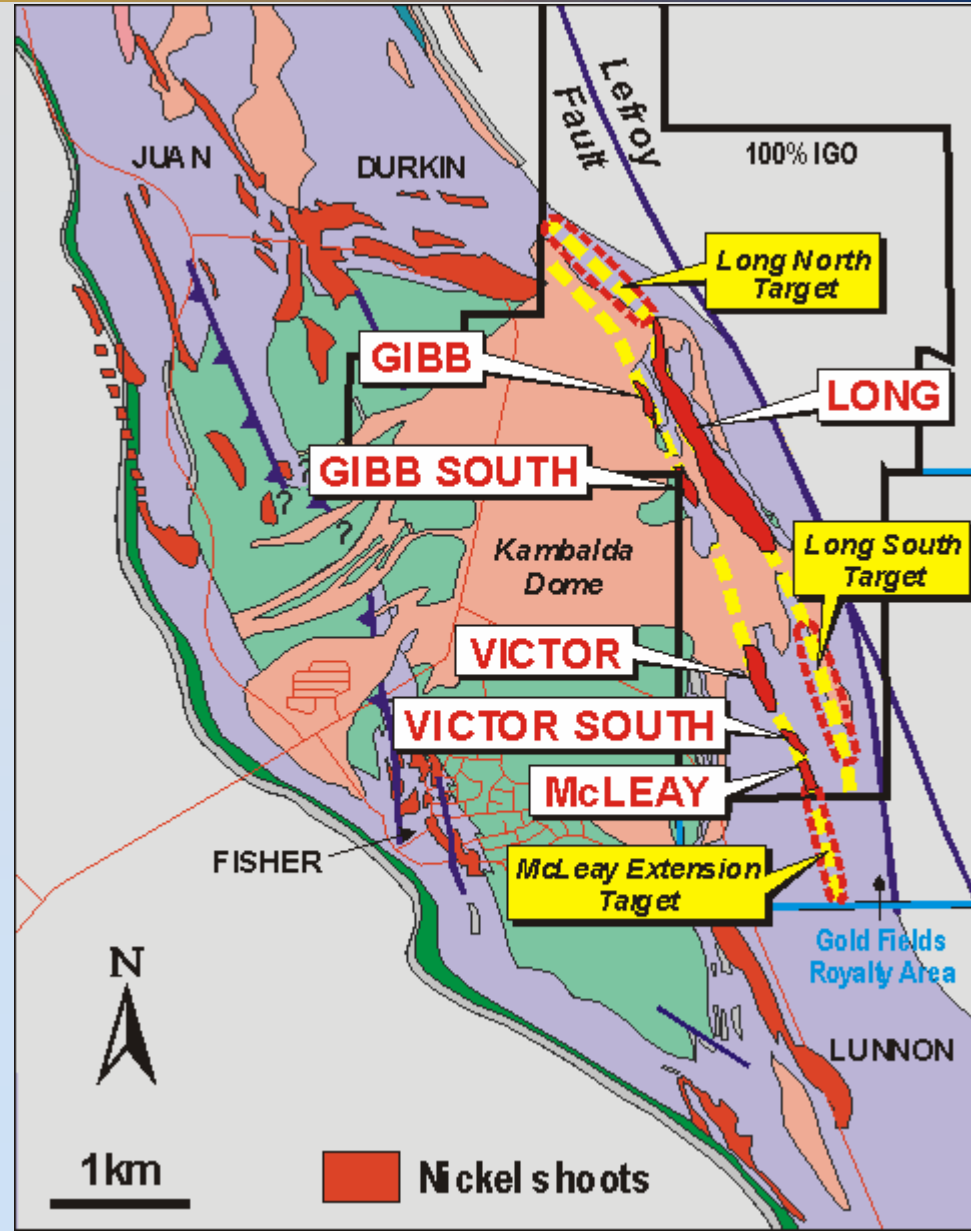 Lefroy
Fault
JUAN
DURKIN
100% IGO
Long North
Target
GIBB
LONG
GIBB SOUTH
?
?
?
Kambalda
Dome
Long South
Target
VICTOR
VICTOR SOUTH
McLEAY
FISHER
McLeay Extension
Target
Gold Fields
Royalty Area
N
LUNNON
1km
Nickel shoots